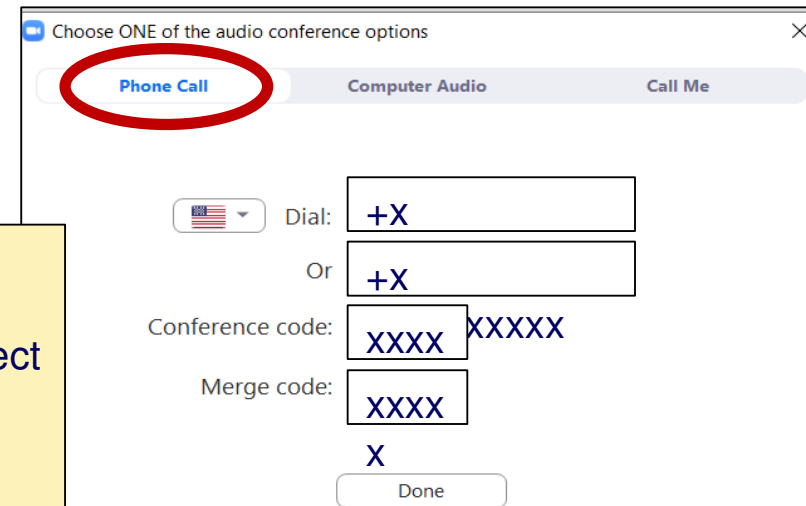 Choose ONE of the audio conference options
Phone Call Computer Audio Call Me
Dial: +X
Or +X
Conference code: XXXX XXXXX
Merge code: XXXX
X
Done